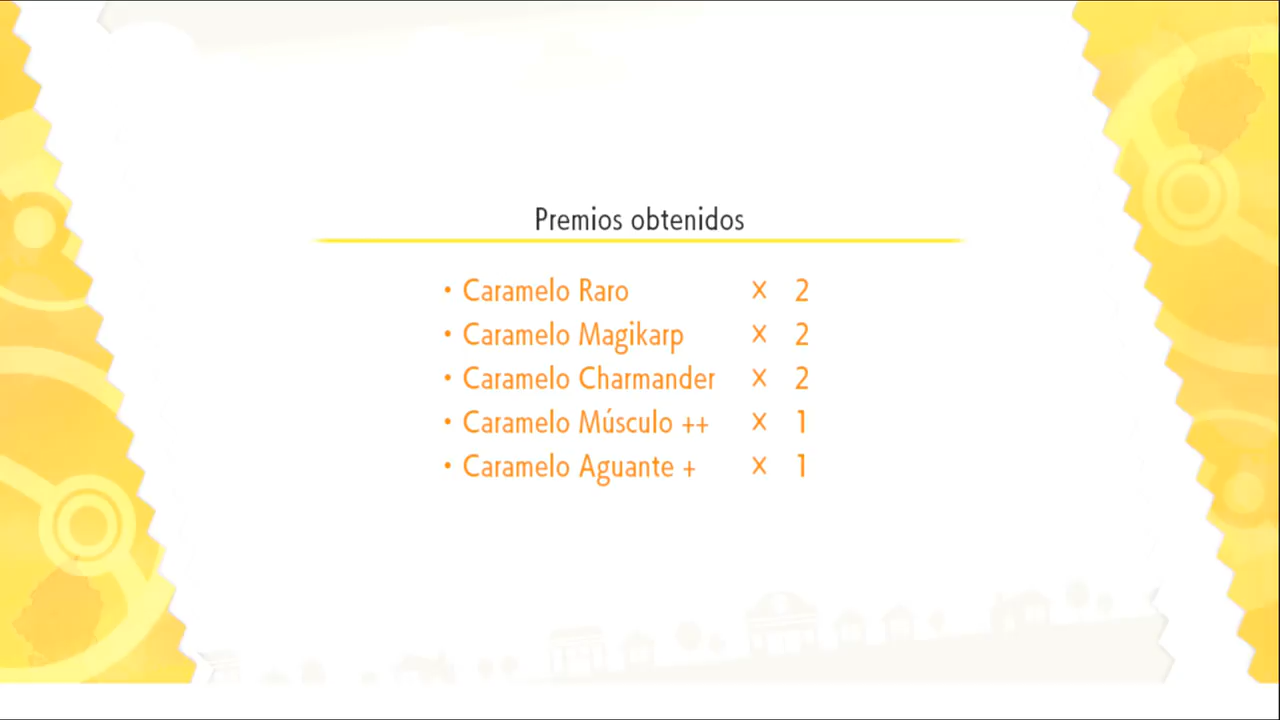 Premios obtenidos
• Caramelo Raro × 2
• Caramelo Magikarp × 2
• Caramelo Charmander × 2
• Caramelo Músculo ++ × 1
• Caramelo Aguante + × 1